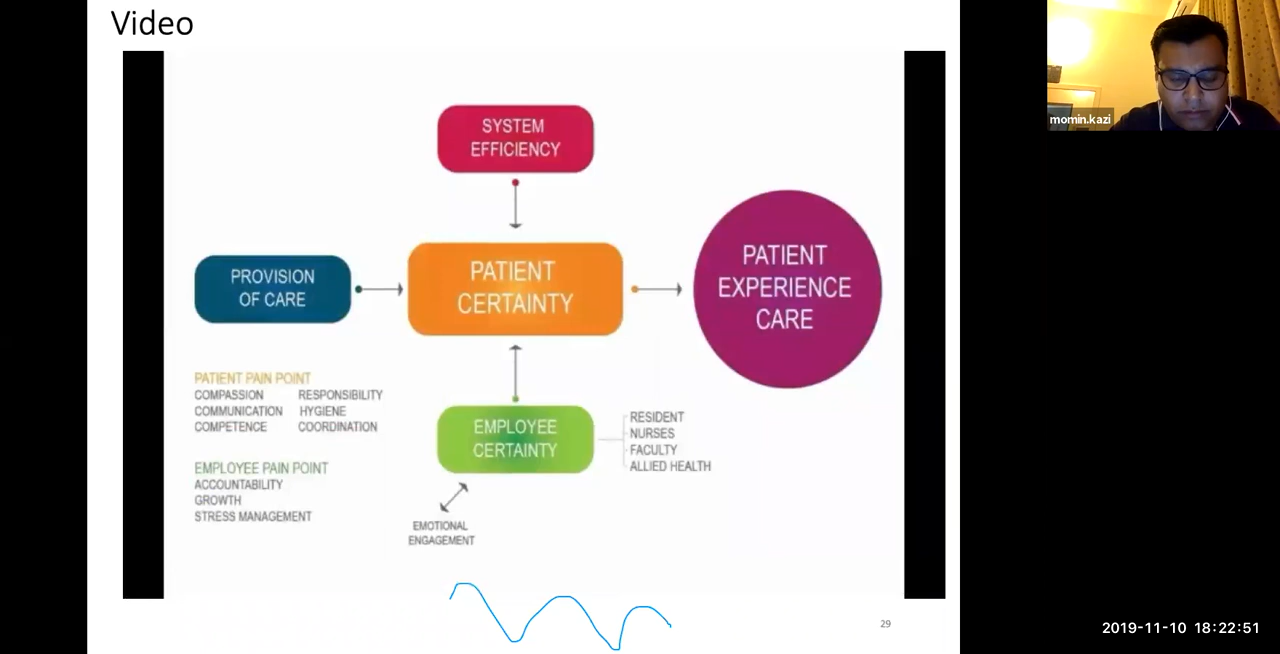 Video
SYSTEM
EFFICIENCY
PROVISION
OF CARE
PATIENT
CERTAINTY
PATIENT
EXPERIENCE
CARE
PATIENT PAIN POINT
COMPASSION RESPONSIBILITY
COMMUNICATION HYGIENE
COMPETENCE COORDINATION
EMPLOYEE PAIN POINT
ACCOUNTABILITY
GROWTH
STRESS MANAGEMENT
EMPLOYEE
CERTAINTY
RESIDENT
NURSES
FACULTY
ALLIED HEALTH
EMOTIONAL
ENGAGEMENT
29
momin.kazi
2019-11-10 18:22:51